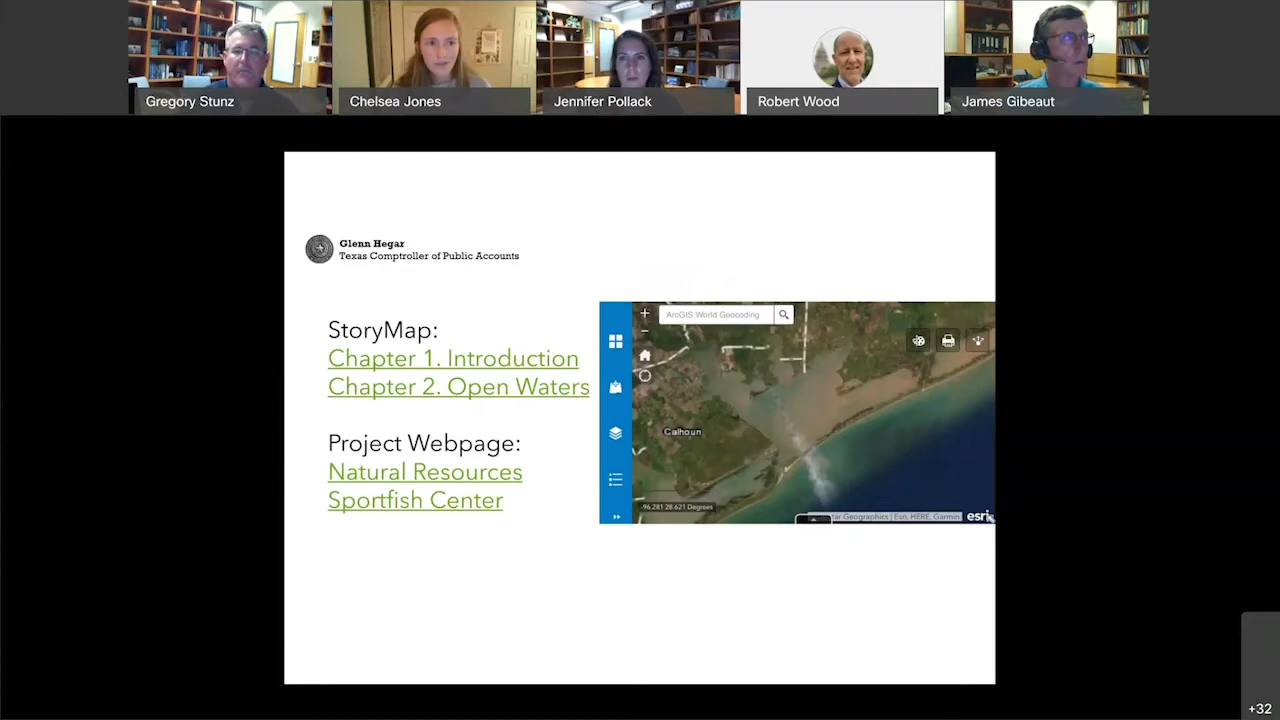 Gregory Stunz
Chelsea Jones
Jennifer Pollack
Robert Wood
James Gibeaut
Glenn Hegar
Texas Comptroller of Public Accounts
StoryMap:
Chapter 1. Introduction
Chapter 2. Open Waters
Project Webpage:
Natural Resources
Sportfish Center
ArcGIS World Geocoding
Calhoun
-96.281 28.621 Degrees
Geographics | Esri, HERE, Garmin
esri
+32